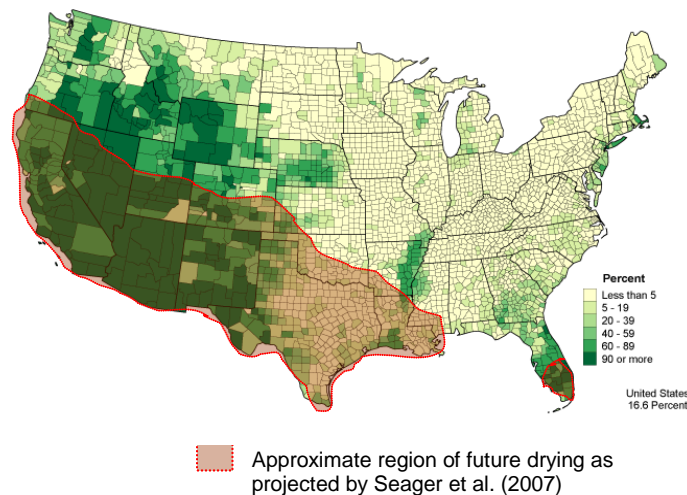 Percent
Less than 5
5 - 19
20 - 39
40 - 59
60 - 89
90 or more
United States
16.6 Percent
Approximate region of future drying as
projected by Seager et al. (2007)